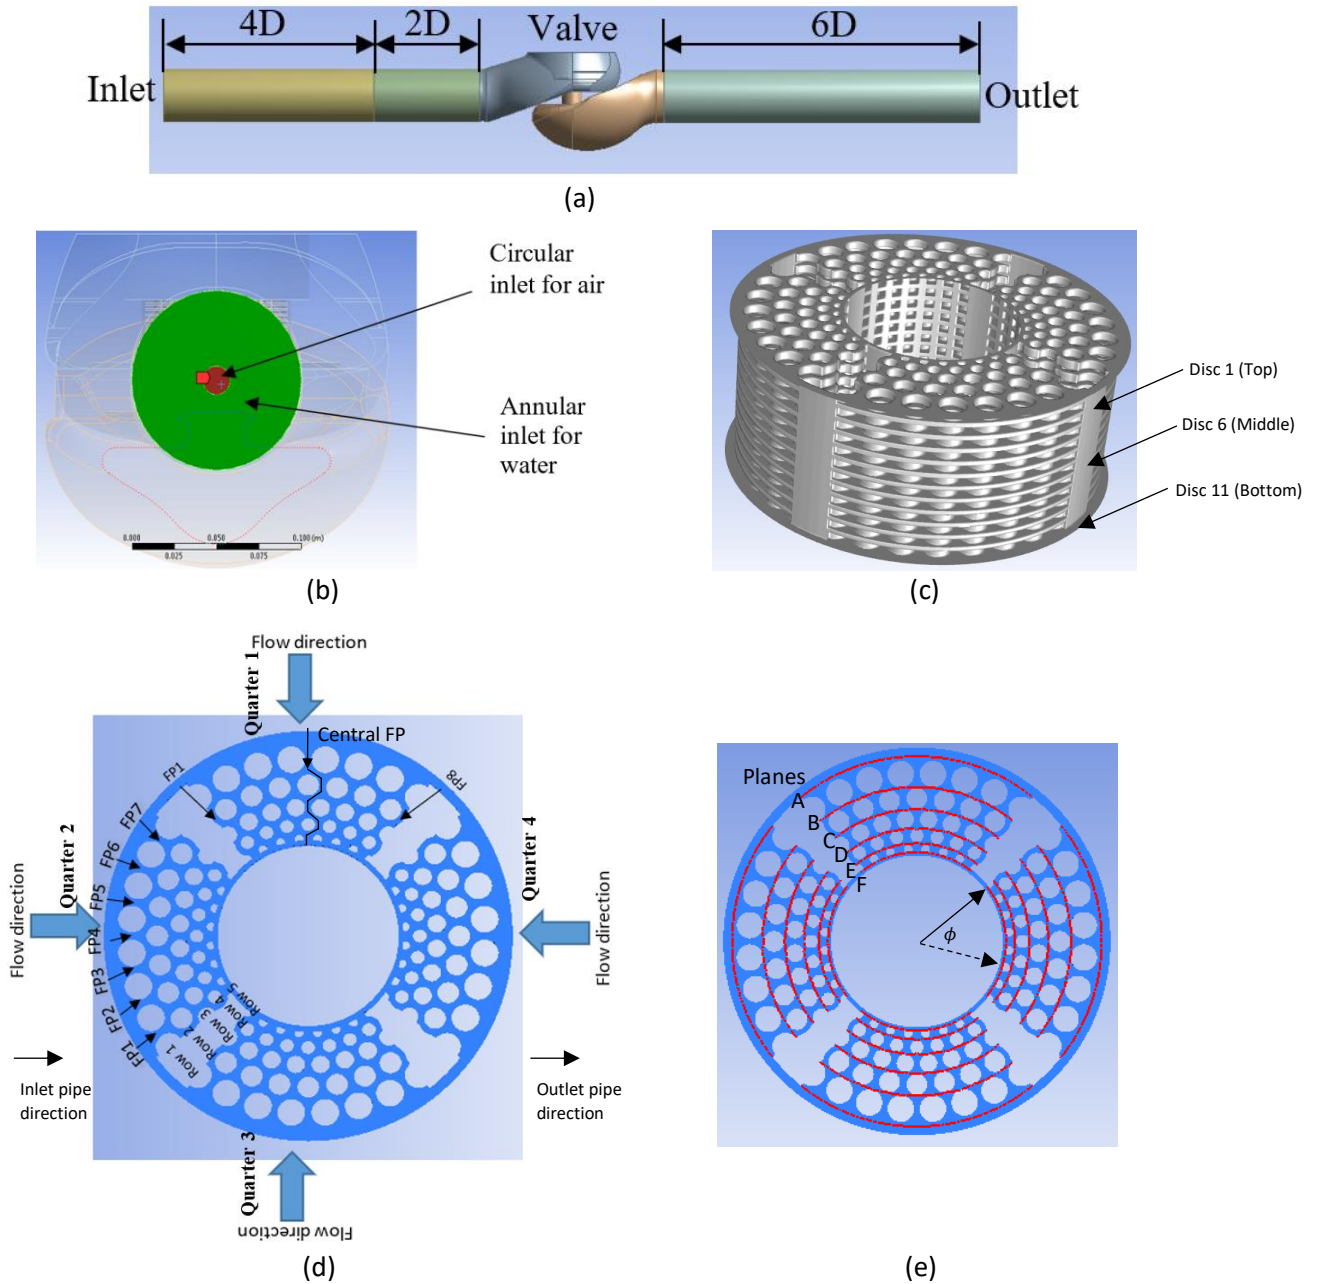 4D
2D
Valve
6D
Inlet
Outlet
(a)
Circular
inlet for air
Annular
inlet for
water
0.000
0.050
0.100 (m)
0.025
0.075
(b)
Disc 1 (Top)
Disc 6 (Middle)
Disc 11 (Bottom)
(c)
Flow direction
Quarter 1
Central FP
FP1
FP8
FP7
FP6
FP5
FP4
FP3
FP2
FP1
Quarter 2
Flow direction
Quarter 4
Flow direction
Row 5
Row 4
Row 3
Row 2
Row 1
Inlet pipe
direction
Outlet pipe
direction
Quarter 3
Flow direction
(d)
Planes
A
B
C
D
E
F
ϕ
(e)